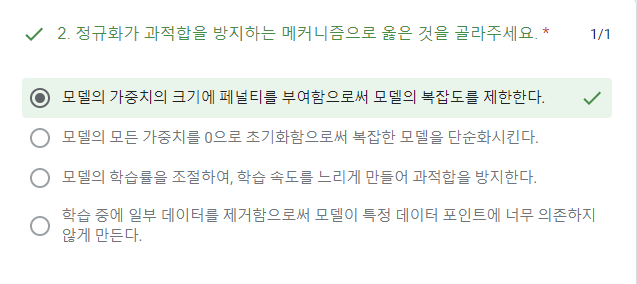 2. 정규화가 과적합을 방지하는 메커니즘으로 옳은 것을 골라주세요. * 1/1
모델의 가중치의 크기에 페널티를 부여함으로써 모델의 복잡도를 제한한다.
모델의 모든 가중치를 0으로 초기화함으로써 복잡한 모델을 단순화시킨다.
모델의 학습률을 조절하여, 학습 속도를 느리게 만들어 과적합을 방지한다.
학습 중에 일부 데이터를 제거함으로써 모델이 특정 데이터 포인트에 너무 의존하지
않게 만든다.